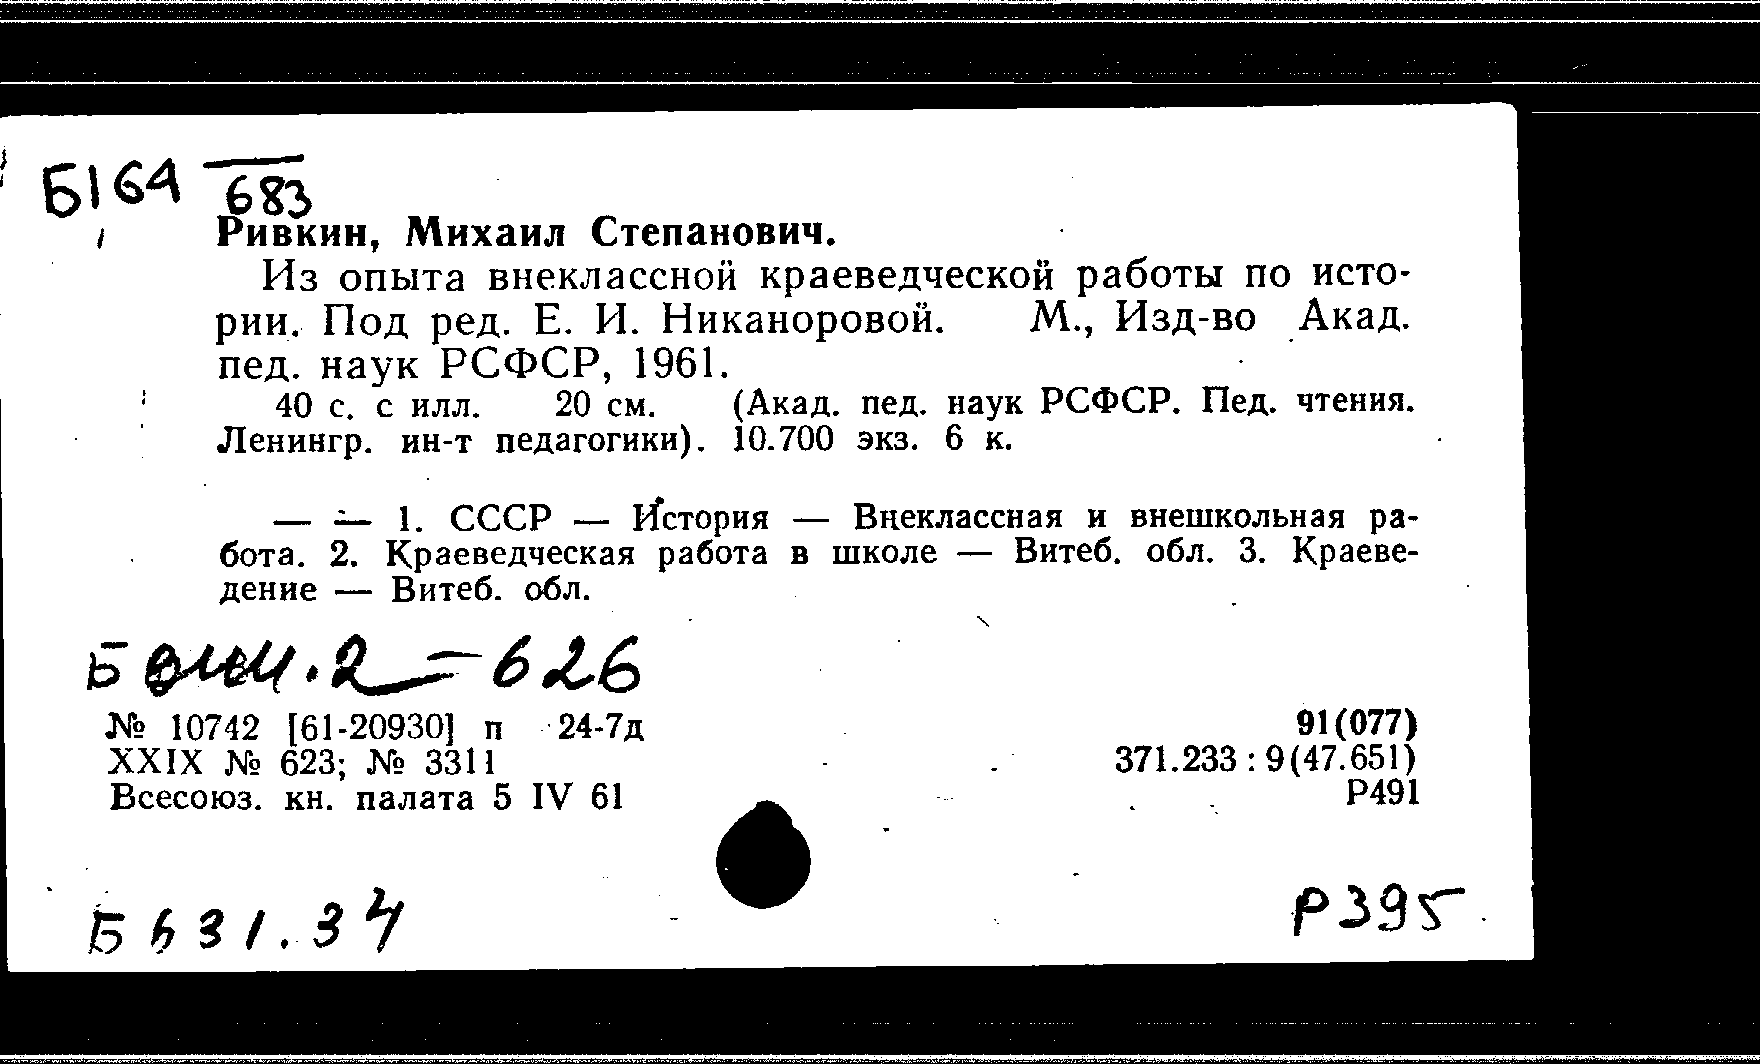 Б164 683
Ривкин, Михаил Степанович.
Из опыта внеклассной краеведческой работы по исто-
рии. Под ред. Е. И. Никаноровой. М., Изд-во Акад.
пед. наук РСФСР, 1961.
40 с. с илл. 20 см. (Акад. пед. наук РСФСР. Пед. чтения.
Ленингр. ин-т педагогики). 10.700 экз. 6 к.
— — 1. СССР — История — Внеклассная и внешкольная ра-
бота. 2. Краеведческая работа в школе — Витеб. обл. 3. Краеве-
дение — Витеб. обл.
626
№ 10742 [61-20930] п 24-7д 91(077)
XXIX № 623; № 3311 371.233 : 9(47.651)
Всесоюз. кн. палата 5 IV 61 Р491
Б 631.34 Р395